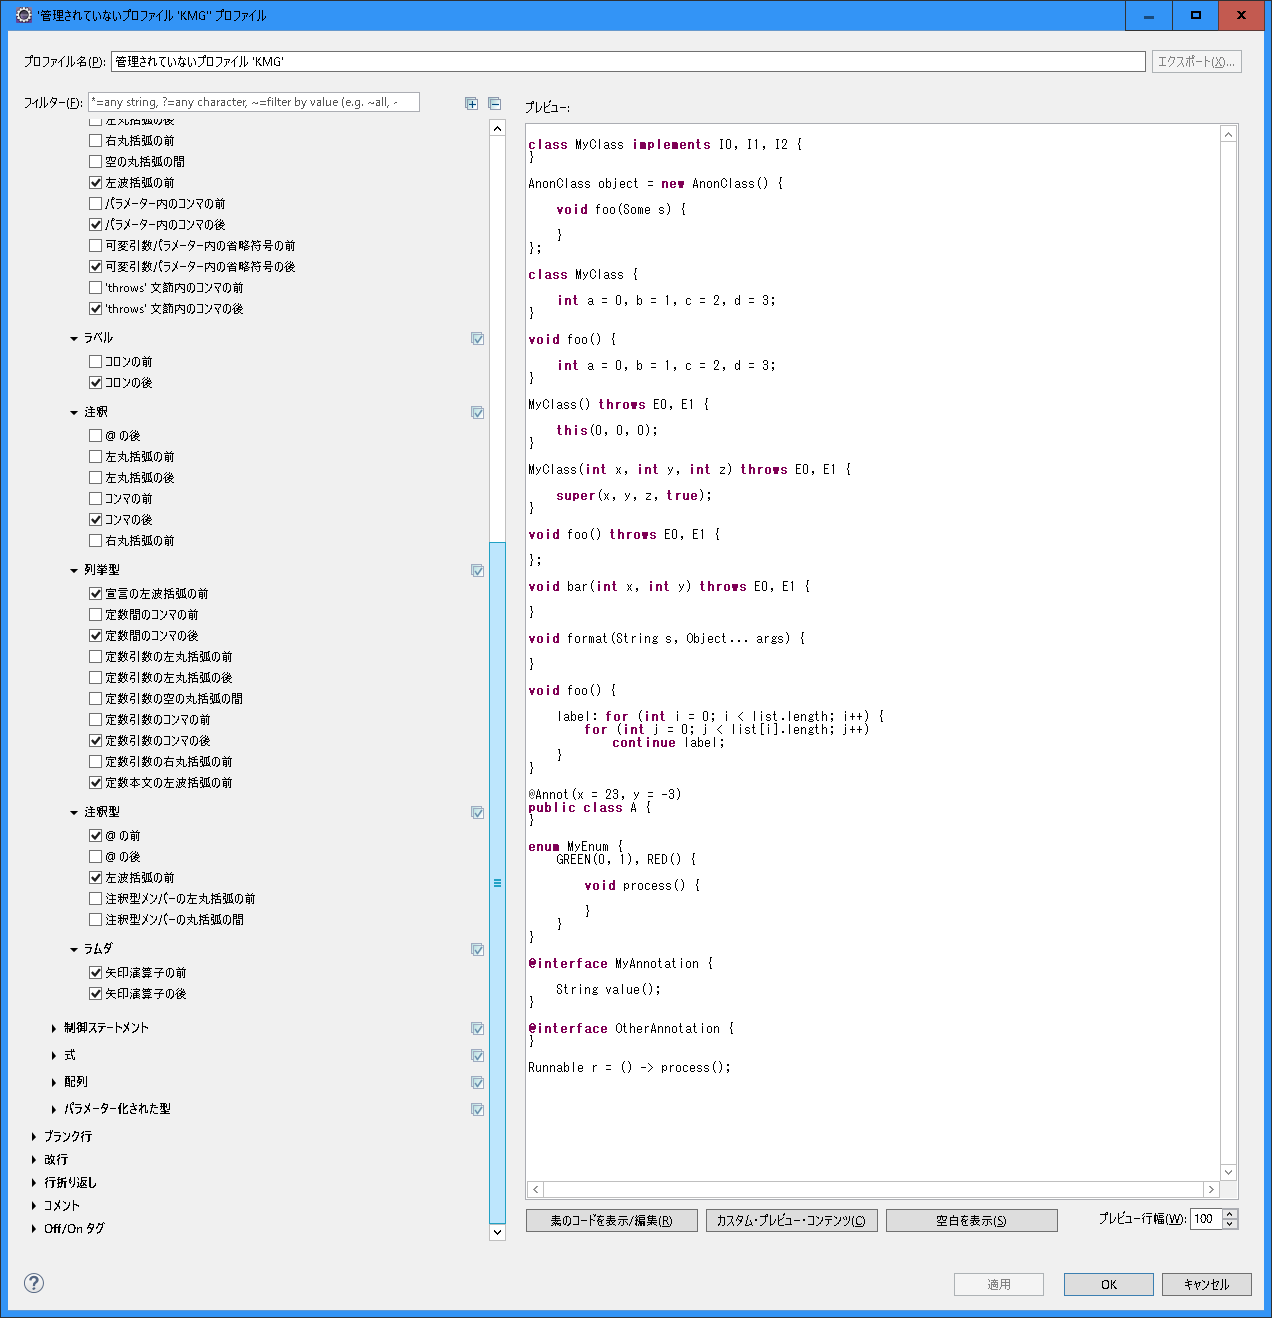 '管理されていないプロファイル 'KMG'' プロファイル
プロファイル名(P): 管理されていないプロファイル 'KMG'
エクスポート(X)...
フィルター(F): *=any string, ?=any character, ~=filter by value (e.g. ~all, -
左丸括弧の後
右丸括弧の前
空の丸括弧の間
左波括弧の前
パラメーター内のコンマの前
パラメーター内のコンマの後
可変引数パラメーター内の省略符号の前
可変引数パラメーター内の省略符号の後
'throws' 文節内のコンマの前
'throws' 文節内のコンマの後
ラベル
コロンの前
コロンの後
注釈
@ の後
左丸括弧の前
左丸括弧の後
コンマの前
コンマの後
右丸括弧の前
列挙型
宣言の左波括弧の前
定数間のコンマの前
定数間のコンマの後
定数引数の左丸括弧の前
定数引数の左丸括弧の後
定数引数の空の丸括弧の間
定数引数のコンマの前
定数引数のコンマの後
定数引数の右丸括弧の前
定数本文の左波括弧の前
注釈型
@ の前
@ の後
左波括弧の前
注釈型メンバーの左丸括弧の前
注釈型メンバーの丸括弧の間
ラムダ
矢印演算子の前
矢印演算子の後
制御ステートメント
式
配列
パラメーター化された型
ブランク行
改行
行折り返し
コメント
Off/On タグ
プレビュー:
class MyClass implements I0, I1, I2 {
}
AnonClass object = new AnonClass() {
void foo(Some s) {
}
};
class MyClass {
int a = 0, b = 1, c = 2, d = 3;
}
void foo() {
int a = 0, b = 1, c = 2, d = 3;
}
MyClass() throws E0, E1 {
this(0, 0, 0);
}
MyClass(int x, int y, int z) throws E0, E1 {
super(x, y, z, true);
}
void foo() throws E0, E1 {
};
void bar(int x, int y) throws E0, E1 {
}
void format(String s, Object... args) {
}
void foo() {
label: for (int i = 0; i < list.length; i++) {
for (int j = 0; j < list[i].length; j++)
continue label;
}
}
@Annot(x = 23, y = -3)
public class A {
}
enum MyEnum {
GREEN(0, 1), RED() {
void process() {
}
}
}
@interface MyAnnotation {
String value();
}
@interface OtherAnnotation {
}
Runnable r = () -> process();
素のコードを表示/編集(R)
カスタム・プレビュー・コンテンツ(C)
空白を表示(S)
プレビュー行幅(W): 100
適用
OK
キャンセル